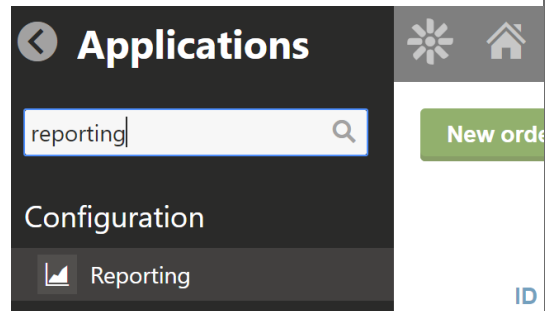 Applications
reporting
New orde
Configuration
Reporting
ID